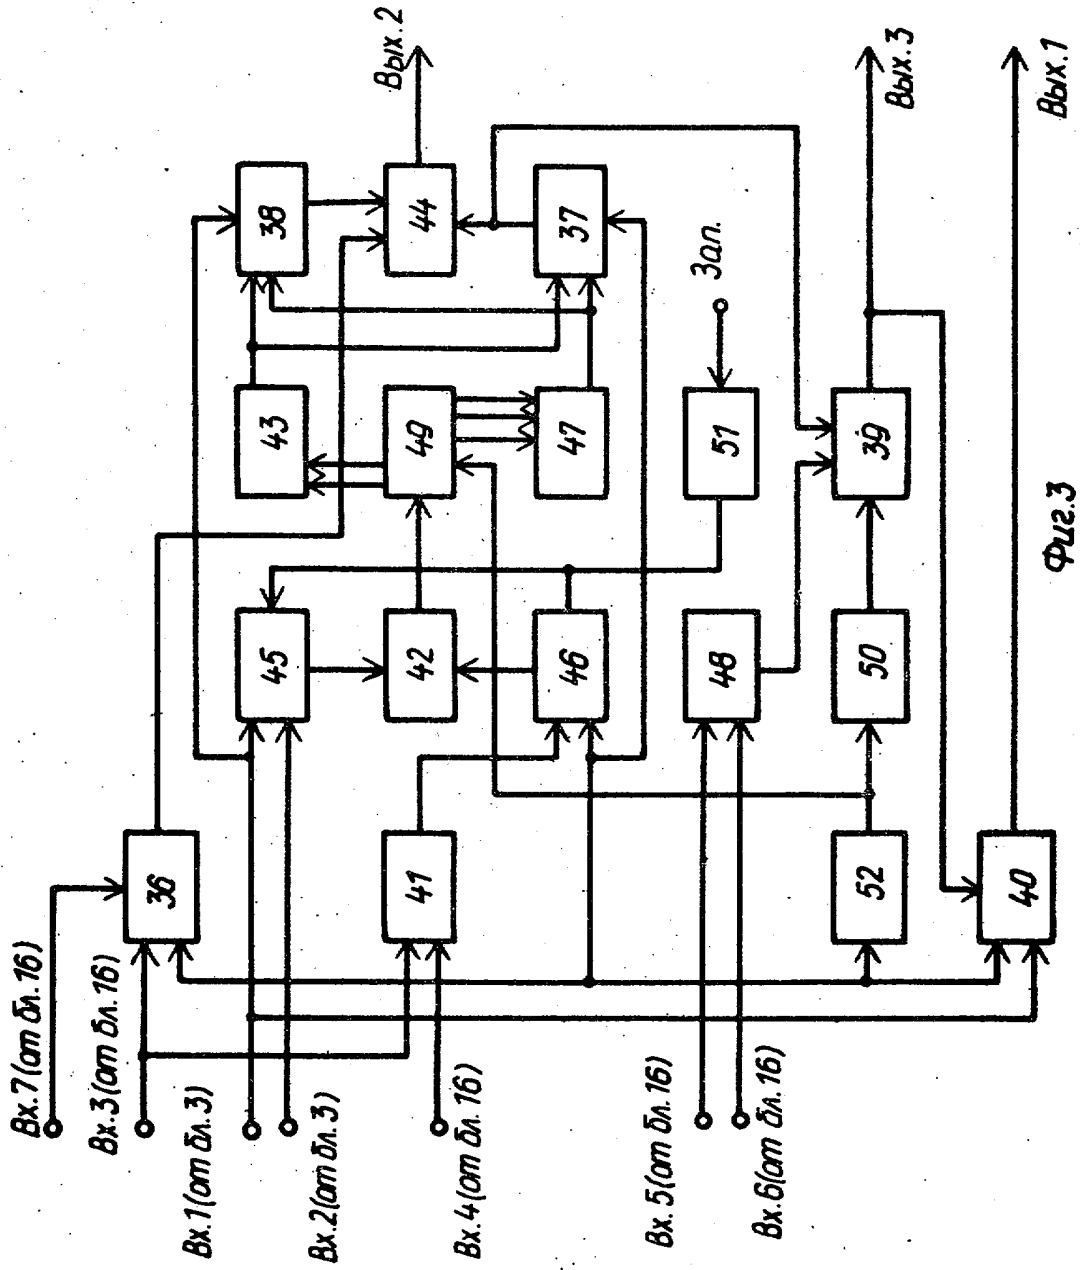 Вх.7(от бл.16)
Вх.3(от бл.16)
Вх.1(от бл.3)
Вх.2(от бл.3)
Вх.4(от бл.16)
Вх.5(от бл.16)
Вх.6(от бл.16)
36
41
52
40
45
42
46
48
50
43
49
47
51
39
38
44
37
Зап.
Вых.2
Вых.3
Вых.1
Фиг.3